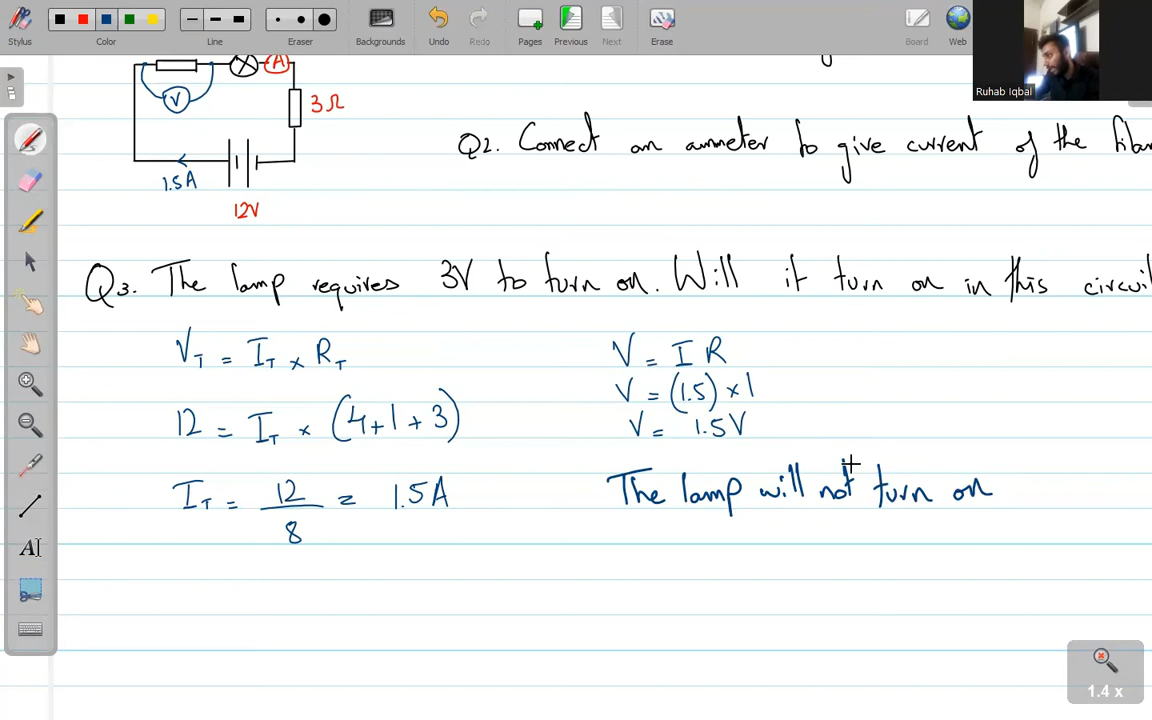 Stylus
Color
Line
Eraser
Backgrounds
Undo
Redo
Pages
Previous
Next
Erase
Board
Web
Ruhab Iqbal
A
V
3Ω
1.5A
12V
Q2. Connect an ammeter to give current of the filam
Q3. The lamp requires 3V to turn on. Will it turn on in this circuit
V_T = I_T × R_T
12 = I_T × (4+1+3)
I_T = 12/8 = 1.5A
V = I R
V = (1.5) × 1
V = 1.5V
The lamp will not turn on
A
1.4 x